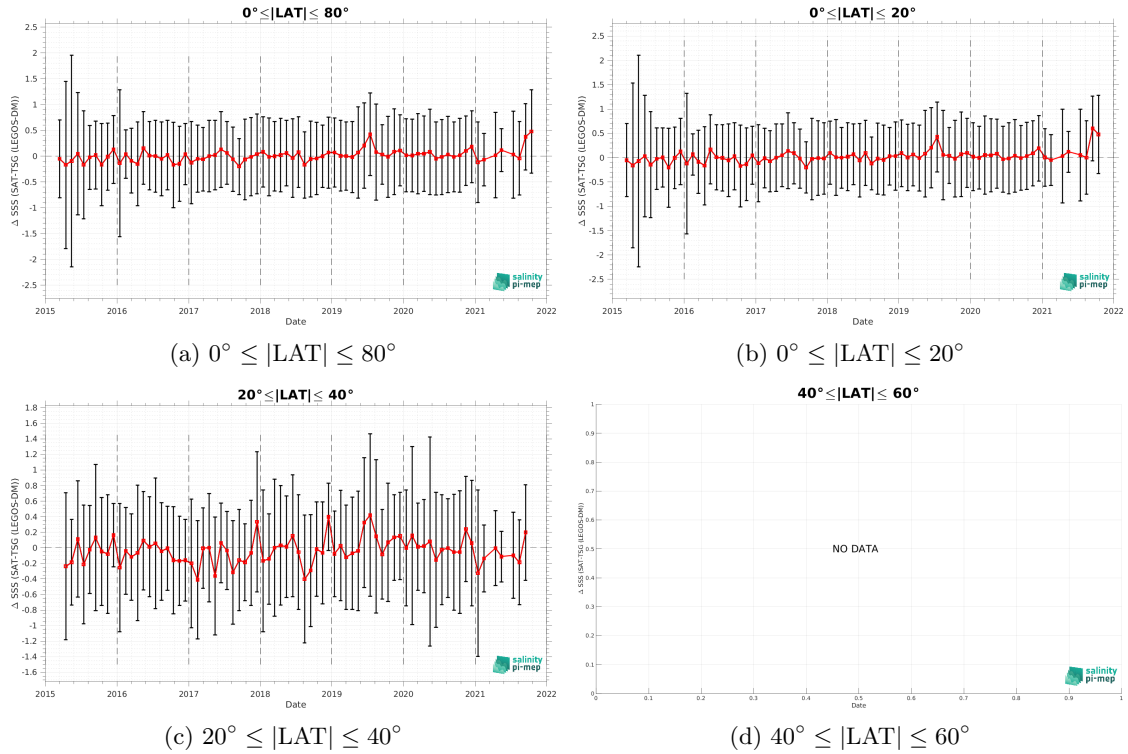 0°≤|LAT|≤ 80°
2.5
2
1.5
1
0.5
0
-0.5
-1
-1.5
-2
-2.5
Δ SSS (SAT-TSG (LEGOS-DM))
2015 2016 2017 2018 2019 2020 2021 2022
Date
salinity
pi-mep
(a) 0° ≤ |LAT| ≤ 80°
0°≤|LAT|≤ 20°
2.5
2
1.5
1
0.5
0
-0.5
-1
-1.5
-2
-2.5
Δ SSS (SAT-TSG (LEGOS-DM))
2015 2016 2017 2018 2019 2020 2021 2022
Date
salinity
pi-mep
(b) 0° ≤ |LAT| ≤ 20°
20°≤|LAT|≤ 40°
1.8
1.6
1.4
1.2
1
0.8
0.6
0.4
0.2
0
-0.2
-0.4
-0.6
-0.8
-1
-1.2
-1.4
-1.6
Δ SSS (SAT-TSG (LEGOS-DM))
2015 2016 2017 2018 2019 2020 2021 2022
Date
salinity
pi-mep
(c) 20° ≤ |LAT| ≤ 40°
40°≤|LAT|≤ 60°
1
0.9
0.8
0.7
0.6
0.5
0.4
0.3
0.2
0.1
0
Δ SSS (SAT-TSG (LEGOS-DM))
NO DATA
0 0.1 0.2 0.3 0.4 0.5 0.6 0.7 0.8 0.9 1
Date
salinity
pi-mep
(d) 40° ≤ |LAT| ≤ 60°